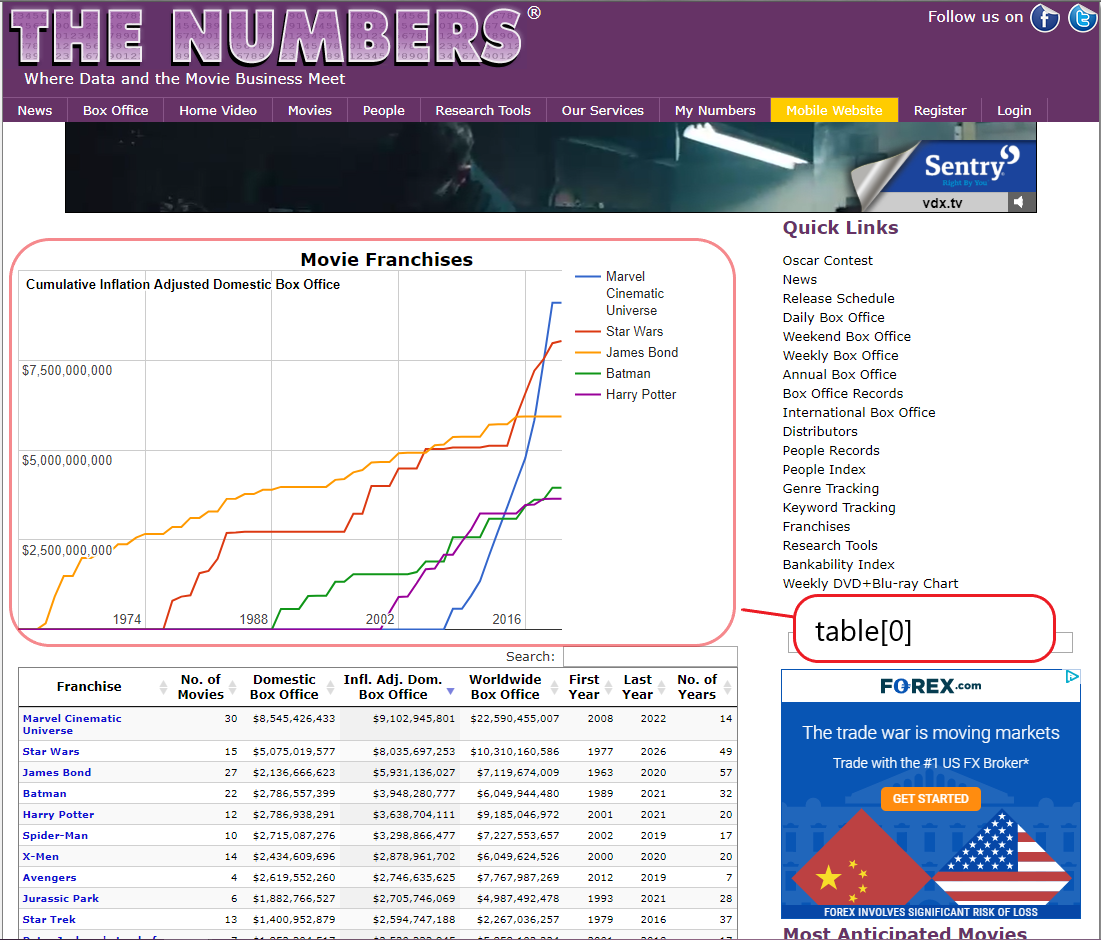 THE NUMBERS®
Where Data and the Movie Business Meet
Follow us on
News Box Office Home Video Movies People Research Tools Our Services My Numbers Mobile Website Register Login
Sentry
Right By You
vdx.tv
Movie Franchises
Cumulative Inflation Adjusted Domestic Box Office
$7,500,000,000
$5,000,000,000
$2,500,000,000
1974 1988 2002 2016
Marvel
Cinematic
Universe
Star Wars
James Bond
Batman
Harry Potter
Quick Links
Oscar Contest
News
Release Schedule
Daily Box Office
Weekend Box Office
Weekly Box Office
Annual Box Office
Box Office Records
International Box Office
Distributors
People Records
People Index
Genre Tracking
Keyword Tracking
Franchises
Research Tools
Bankability Index
Weekly DVD+Blu-ray Chart
table[0]
Search:
Franchise No. of Movies Domestic Box Office Infl. Adj. Dom. Box Office Worldwide Box Office First Year Last Year No. of Years
Marvel Cinematic Universe 30 $8,545,426,433 $9,102,945,801 $22,590,455,007 2008 2022 14
Star Wars 15 $5,075,019,577 $8,035,697,253 $10,310,160,586 1977 2026 49
James Bond 27 $2,136,666,623 $5,931,136,027 $7,119,674,009 1963 2020 57
Batman 22 $2,786,557,399 $3,948,280,777 $6,049,944,480 1989 2021 32
Harry Potter 12 $2,786,938,291 $3,638,704,111 $9,185,046,972 2001 2021 20
Spider-Man 10 $2,715,087,276 $3,298,866,477 $7,227,553,657 2002 2019 17
X-Men 14 $2,434,609,696 $2,878,961,702 $6,049,624,526 2000 2020 20
Avengers 4 $2,619,552,260 $2,746,635,625 $7,767,987,269 2012 2019 7
Jurassic Park 6 $1,882,766,527 $2,705,746,069 $4,987,492,478 1993 2021 28
Star Trek 13 $1,400,952,879 $2,594,747,188 $2,267,036,257 1979 2016 37
FOREX.com
The trade war is moving markets
Trade with the #1 US FX Broker*
GET STARTED
FOREX INVOLVES SIGNIFICANT RISK OF LOSS
Most Anticipated Movies